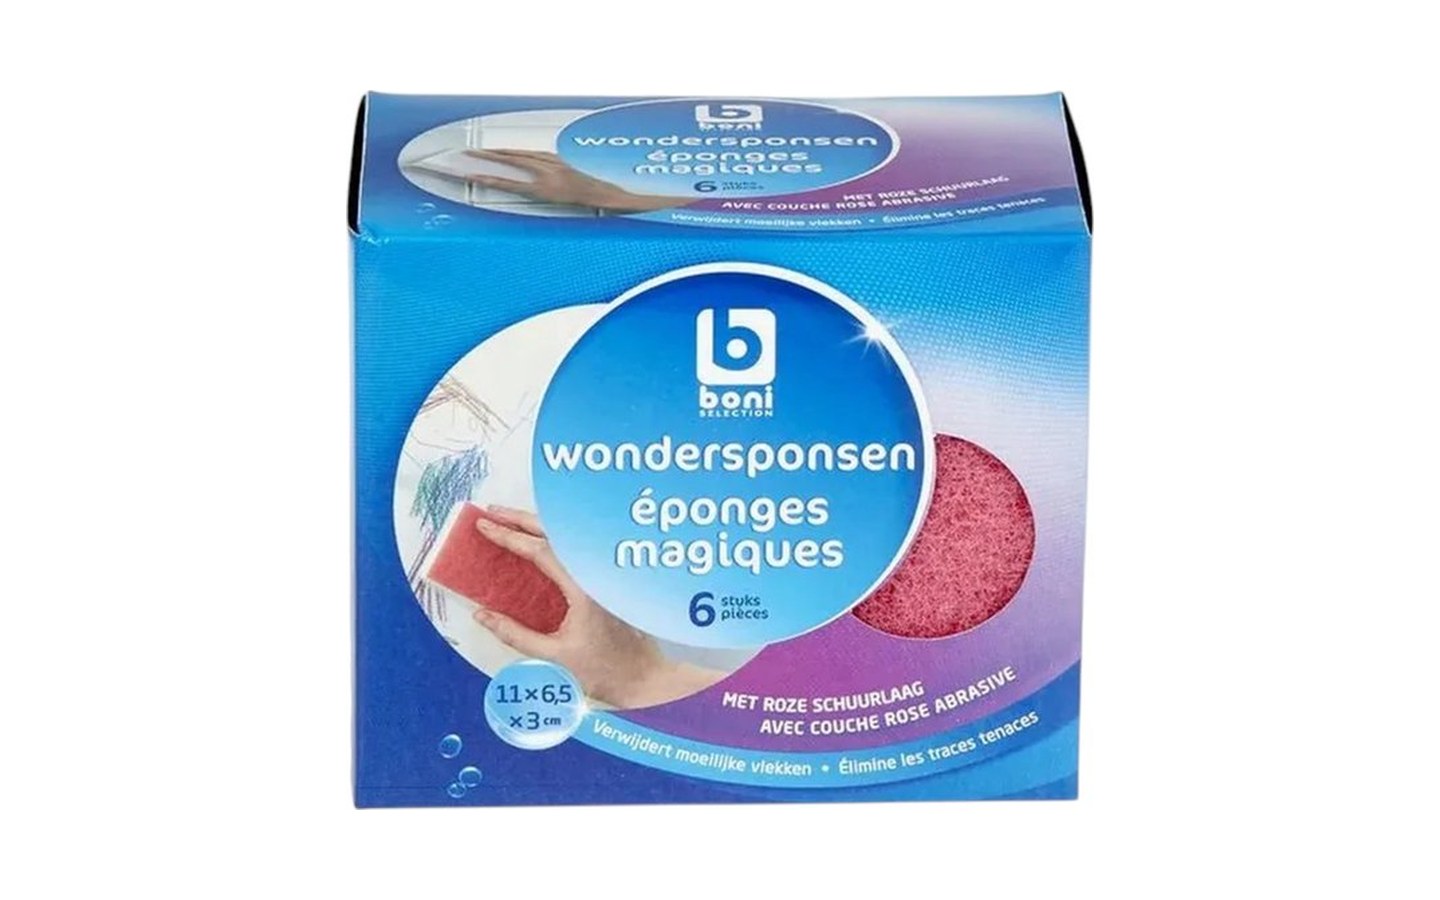 boni
wondersponsen
éponges
magiques
6 stuks
pièces
MET ROZE SCHUURLAAG
AVEC COUCHE ROSE ABRASIVE
Verwijdert moeilijke vlekken • Élimine les traces tenaces
b
boni
SELECTION
wondersponsen
éponges
magiques
6 stuks
pièces
11 x 6,5
x 3 cm
MET ROZE SCHUURLAAG
AVEC COUCHE ROSE ABRASIVE
Verwijdert moeilijke vlekken • Élimine les traces tenaces